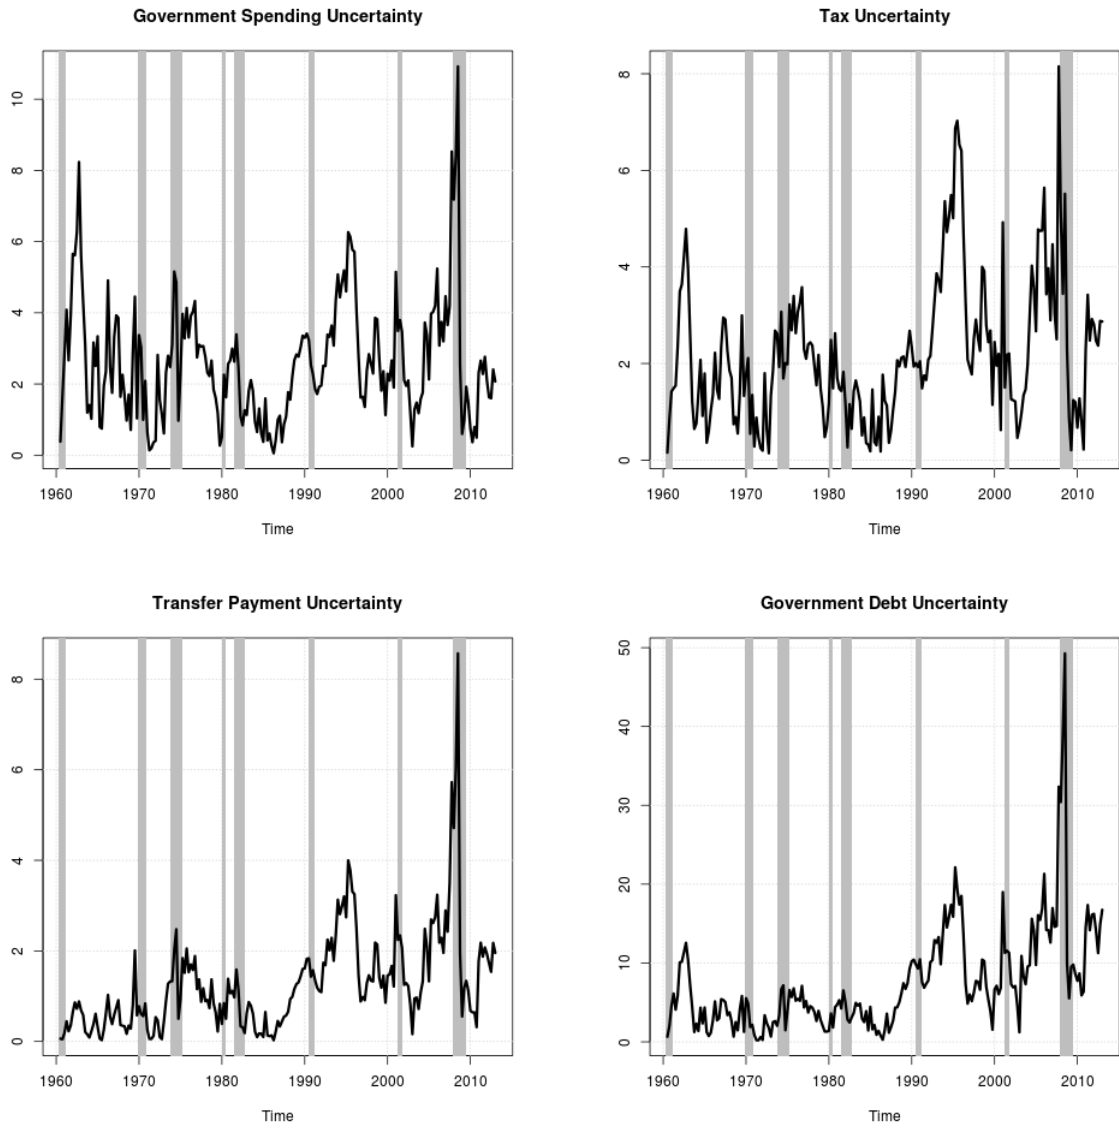 Government Spending Uncertainty
10
8
6
4
2
0
1960 1970 1980 1990 2000 2010
Time
Tax Uncertainty
8
6
4
2
0
1960 1970 1980 1990 2000 2010
Time
Transfer Payment Uncertainty
8
6
4
2
0
1960 1970 1980 1990 2000 2010
Time
Government Debt Uncertainty
50
40
30
20
10
0
1960 1970 1980 1990 2000 2010
Time